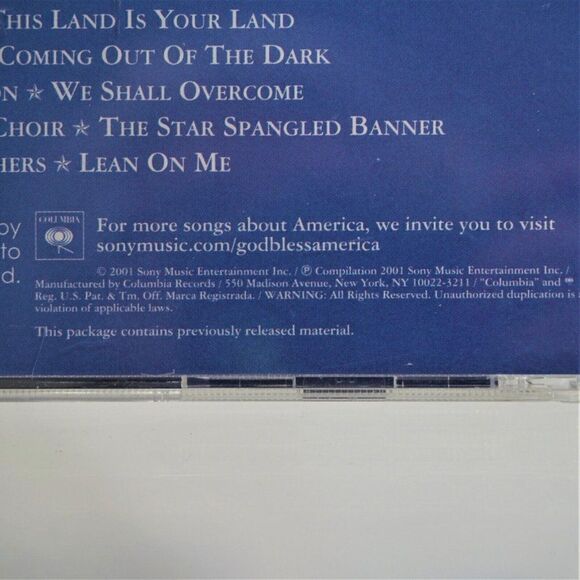 THIS LAND IS YOUR LAND
COMING OUT OF THE DARK
ON ★ WE SHALL OVERCOME
CHOIR ★ THE STAR SPANGLED BANNER
HERS ★ LEAN ON ME
by
to
d.
COLUMBIA
For more songs about America, we invite you to visit
sonymusic.com/godblessamerica
© 2001 Sony Music Entertainment Inc. / ℗ Compilation 2001 Sony Music Entertainment Inc. /
Manufactured by Columbia Records / 550 Madison Avenue, New York, NY 10022-3211 / "Columbia" and
Reg. U.S. Pat. & Tm. Off. Marca Registrada. / WARNING: All Rights Reserved. Unauthorized duplication is a
violation of applicable laws.
This package contains previously released material.